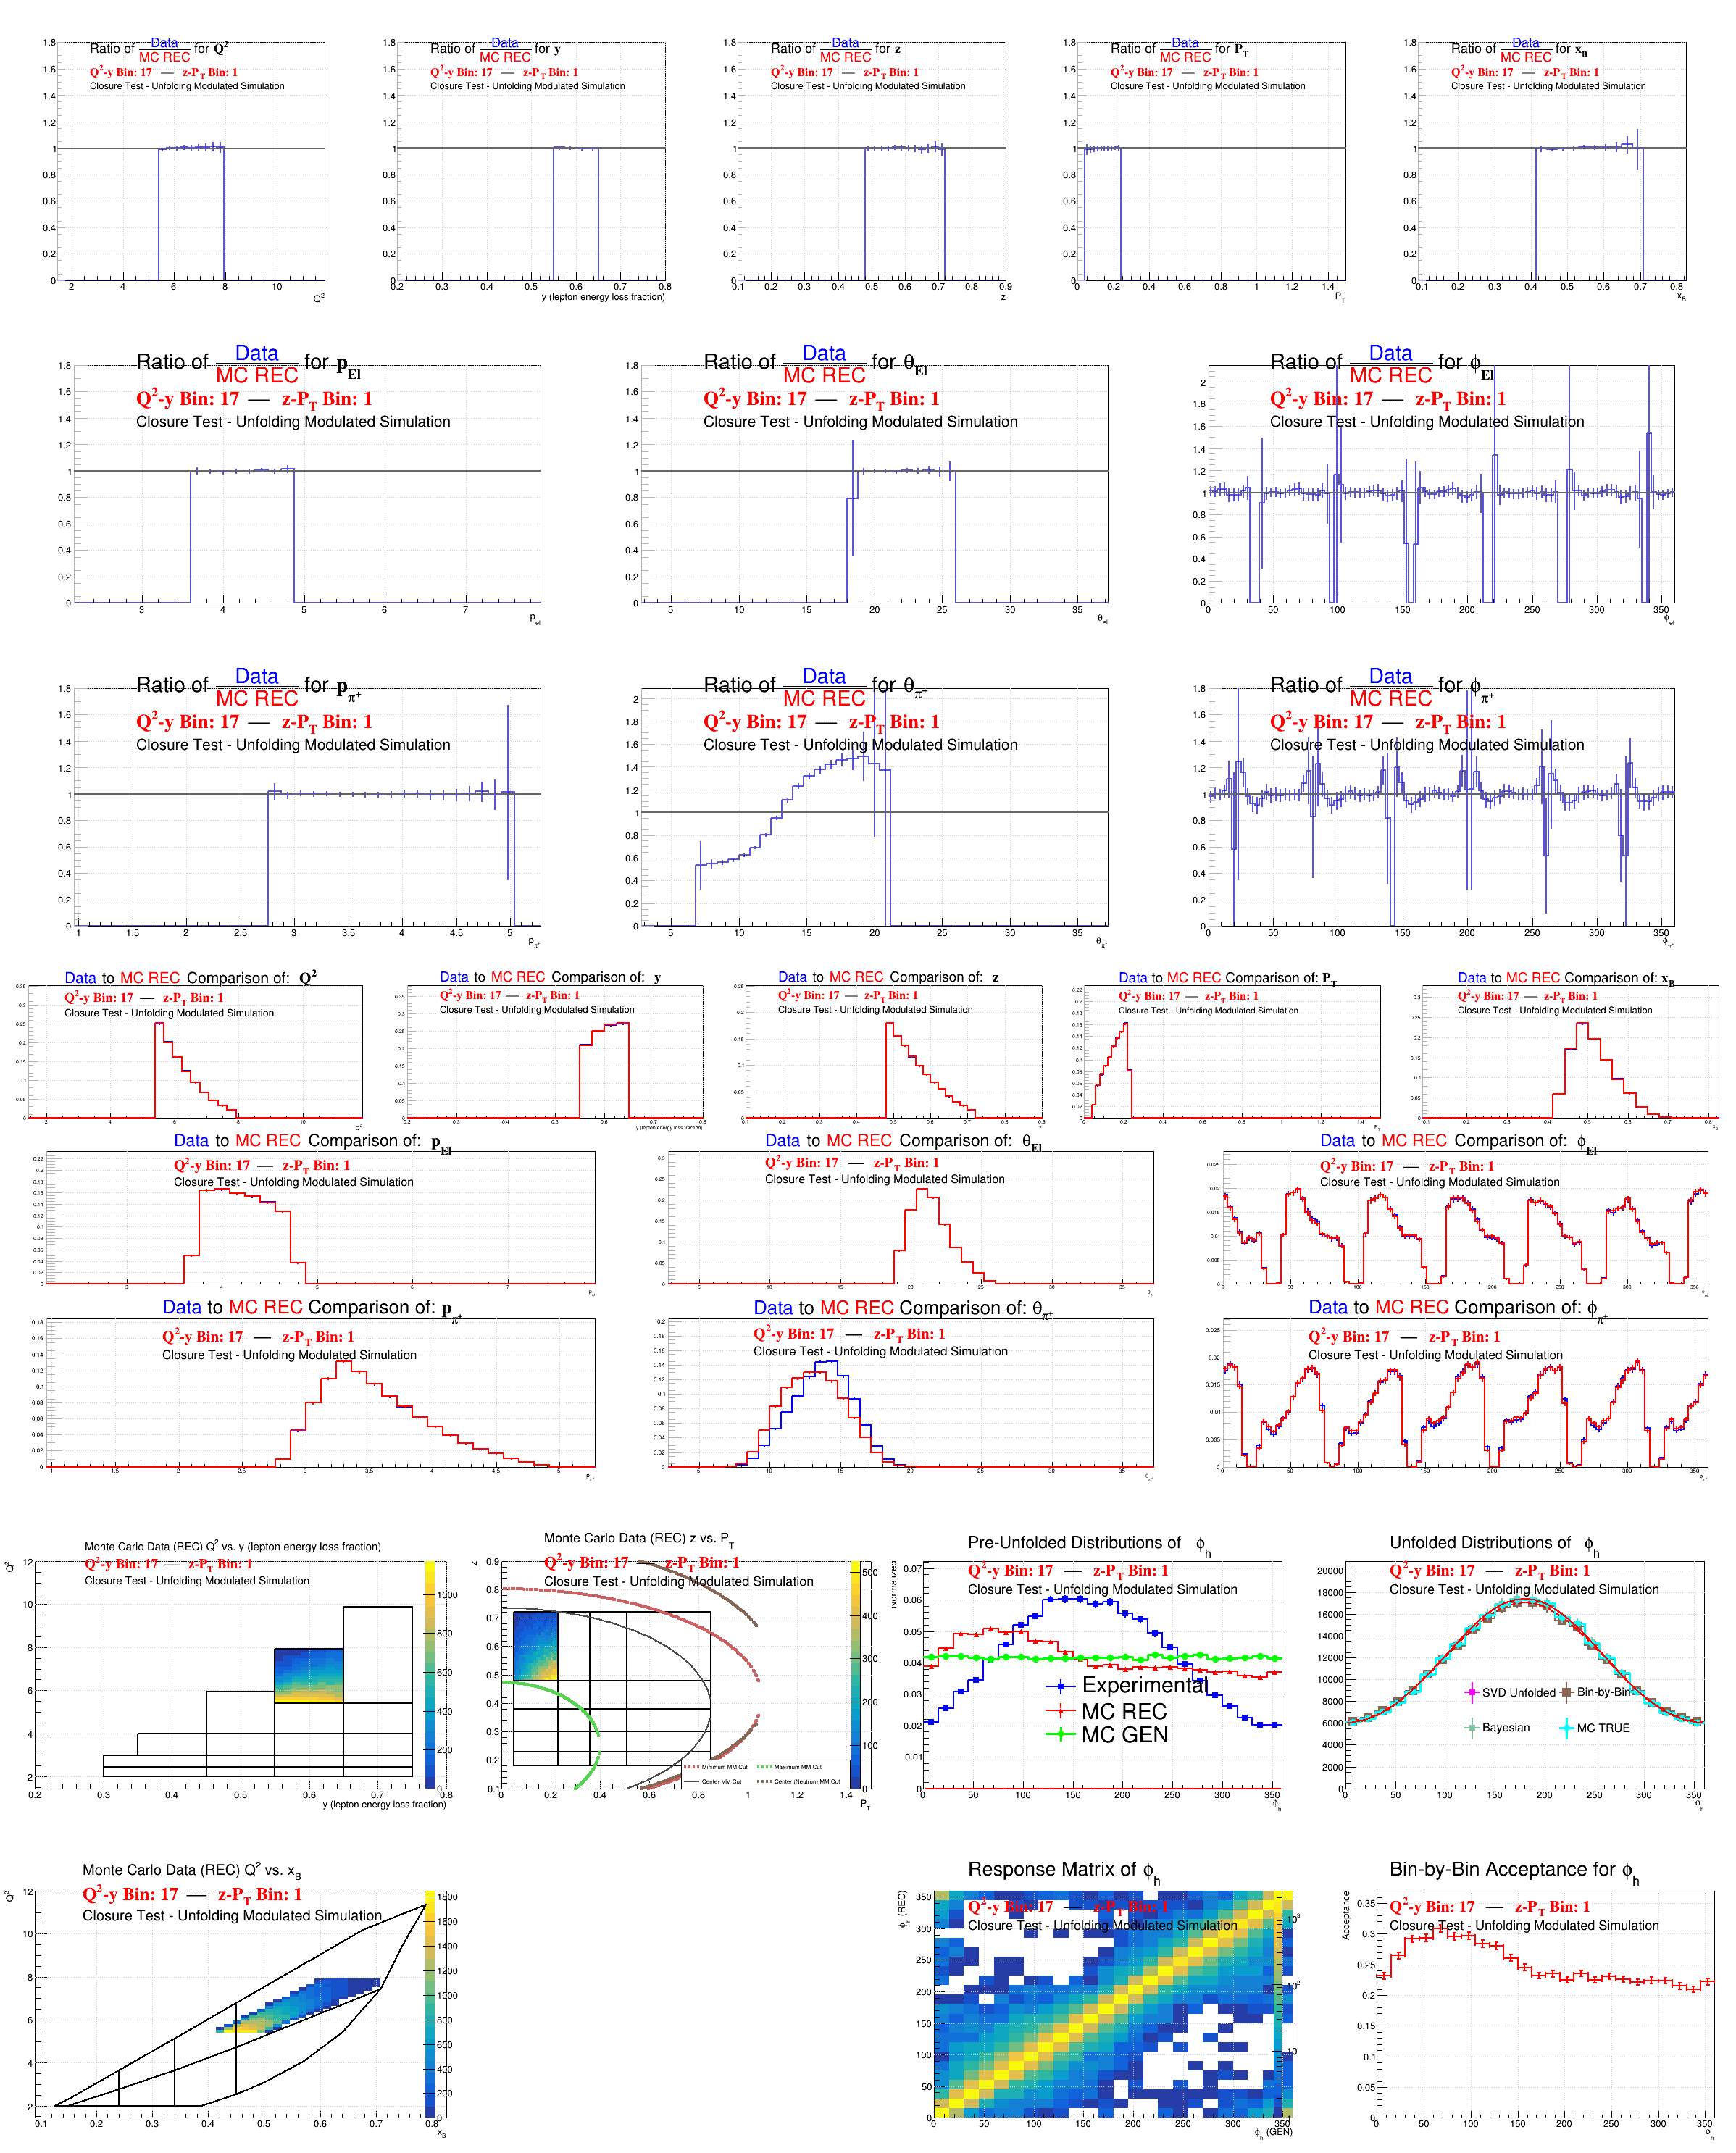 Ratio of Data/MC REC for Q²
Q²-y Bin: 17 — z-P_T Bin: 1
Closure Test - Unfolding Modulated Simulation
Q²
Ratio of Data/MC REC for y
Q²-y Bin: 17 — z-P_T Bin: 1
Closure Test - Unfolding Modulated Simulation
y (lepton energy loss fraction)
Ratio of Data/MC REC for z
Q²-y Bin: 17 — z-P_T Bin: 1
Closure Test - Unfolding Modulated Simulation
z
Ratio of Data/MC REC for P_T
Q²-y Bin: 17 — z-P_T Bin: 1
Closure Test - Unfolding Modulated Simulation
P_T
Ratio of Data/MC REC for x_B
Q²-y Bin: 17 — z-P_T Bin: 1
Closure Test - Unfolding Modulated Simulation
x_B
Ratio of Data/MC REC for p_El
Q²-y Bin: 17 — z-P_T Bin: 1
Closure Test - Unfolding Modulated Simulation
p_el
Ratio of Data/MC REC for θ_El
Q²-y Bin: 17 — z-P_T Bin: 1
Closure Test - Unfolding Modulated Simulation
θ_el
Ratio of Data/MC REC for ϕ_El
Q²-y Bin: 17 — z-P_T Bin: 1
Closure Test - Unfolding Modulated Simulation
ϕ_el
Ratio of Data/MC REC for p_π⁺
Q²-y Bin: 17 — z-P_T Bin: 1
Closure Test - Unfolding Modulated Simulation
p_π⁺
Ratio of Data/MC REC for θ_π⁺
Q²-y Bin: 17 — z-P_T Bin: 1
Closure Test - Unfolding Modulated Simulation
θ_π⁺
Ratio of Data/MC REC for ϕ_π⁺
Q²-y Bin: 17 — z-P_T Bin: 1
Closure Test - Unfolding Modulated Simulation
ϕ_π⁺
Data to MC REC Comparison of: Q²
Q²-y Bin: 17 — z-P_T Bin: 1
Closure Test - Unfolding Modulated Simulation
Data to MC REC Comparison of: y
Q²-y Bin: 17 — z-P_T Bin: 1
Closure Test - Unfolding Modulated Simulation
y (lepton energy loss fraction)
Data to MC REC Comparison of: z
Q²-y Bin: 17 — z-P_T Bin: 1
Closure Test - Unfolding Modulated Simulation
Data to MC REC Comparison of: P_T
Q²-y Bin: 17 — z-P_T Bin: 1
Closure Test - Unfolding Modulated Simulation
Data to MC REC Comparison of: x_B
Q²-y Bin: 17 — z-P_T Bin: 1
Closure Test - Unfolding Modulated Simulation
Data to MC REC Comparison of: p_El
Q²-y Bin: 17 — z-P_T Bin: 1
Closure Test - Unfolding Modulated Simulation
Data to MC REC Comparison of: θ_El
Q²-y Bin: 17 — z-P_T Bin: 1
Closure Test - Unfolding Modulated Simulation
Data to MC REC Comparison of: ϕ_El
Q²-y Bin: 17 — z-P_T Bin: 1
Closure Test - Unfolding Modulated Simulation
Data to MC REC Comparison of: p_π⁺
Q²-y Bin: 17 — z-P_T Bin: 1
Closure Test - Unfolding Modulated Simulation
Data to MC REC Comparison of: θ_π⁺
Q²-y Bin: 17 — z-P_T Bin: 1
Closure Test - Unfolding Modulated Simulation
Data to MC REC Comparison of: ϕ_π⁺
Q²-y Bin: 17 — z-P_T Bin: 1
Closure Test - Unfolding Modulated Simulation
Monte Carlo Data (REC) Q² vs. y (lepton energy loss fraction)
Q²-y Bin: 17 — z-P_T Bin: 1
Closure Test - Unfolding Modulated Simulation
Q²
y (lepton energy loss fraction)
Monte Carlo Data (REC) z vs. P_T
Q²-y Bin: 17 — z-P_T Bin: 1
Closure Test - Unfolding Modulated Simulation
z
Minimum MM Cut
Maximum MM Cut
Center MM Cut
Center (Neutron) MM Cut
P_T
Pre-Unfolded Distributions of ϕ_h
Q²-y Bin: 17 — z-P_T Bin: 1
Closure Test - Unfolding Modulated Simulation
Normalized
Experimental
MC REC
MC GEN
ϕ_h
Unfolded Distributions of ϕ_h
Q²-y Bin: 17 — z-P_T Bin: 1
Closure Test - Unfolding Modulated Simulation
SVD Unfolded
Bin-by-Bin
Bayesian
MC TRUE
ϕ_h
Monte Carlo Data (REC) Q² vs. x_B
Q²-y Bin: 17 — z-P_T Bin: 1
Closure Test - Unfolding Modulated Simulation
Q²
x_B
Response Matrix of ϕ_h
Q²-y Bin: 17 — z-P_T Bin: 1
Closure Test - Unfolding Modulated Simulation
ϕ_h (REC)
ϕ_h (GEN)
Bin-by-Bin Acceptance for ϕ_h
Q²-y Bin: 17 — z-P_T Bin: 1
Closure Test - Unfolding Modulated Simulation
Acceptance
ϕ_h